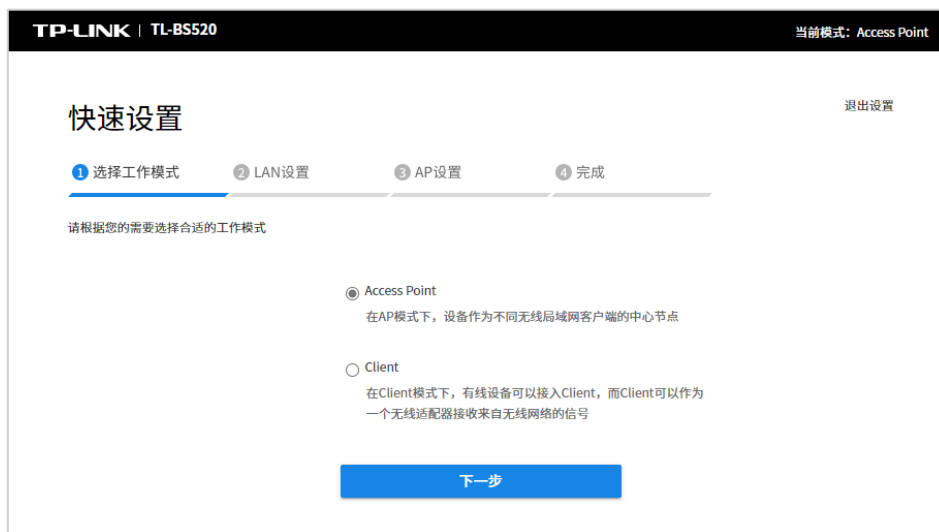 TP-LINK | TL-BS520
当前模式：Access Point
快速设置
退出设置
1 选择工作模式
2 LAN设置
3 AP设置
4 完成
请根据您的需要选择合适的工作模式
Access Point
在AP模式下，设备作为不同无线局域网客户端的中心节点
Client
在Client模式下，有线设备可以接入Client，而Client可以作为
一个无线适配器接收来自无线网络的信号
下一步